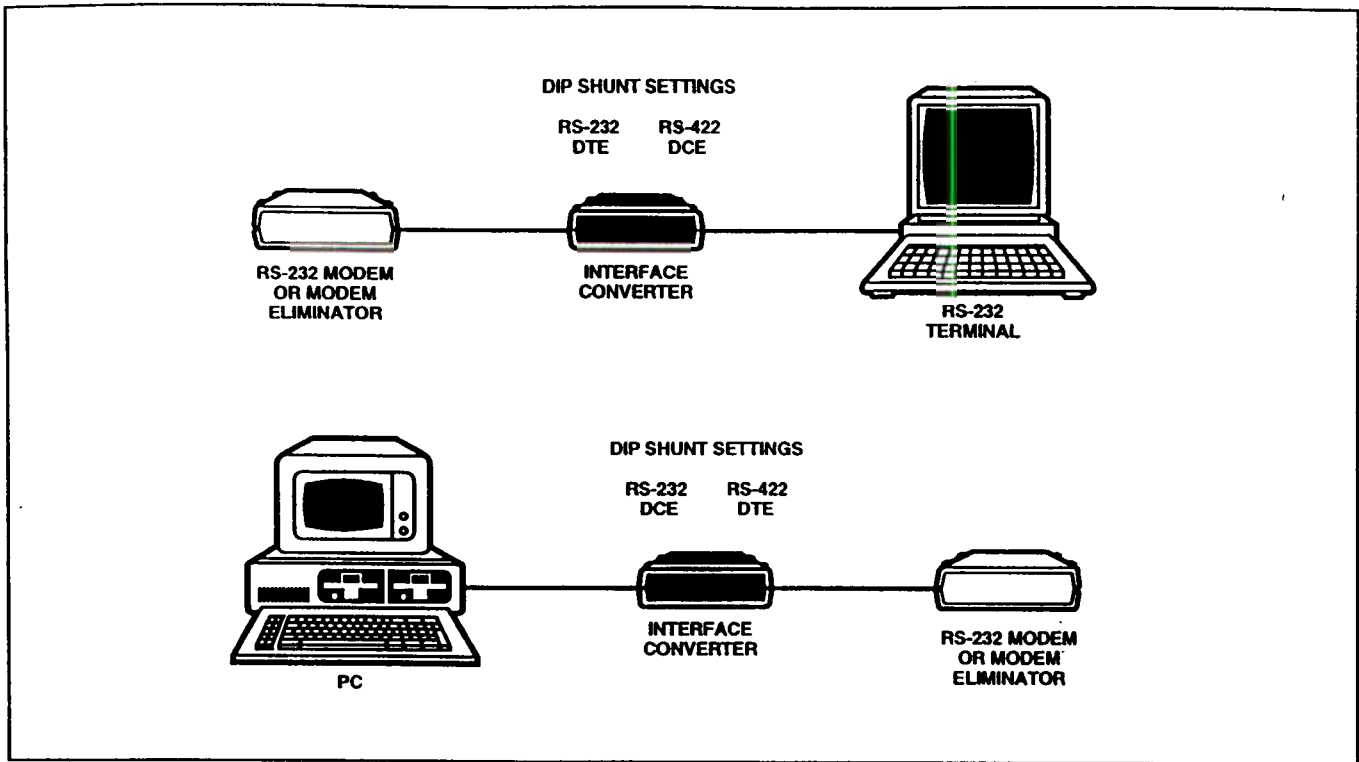 DIP SHUNT SETTINGS
RS-232 RS-422
DTE DCE
RS-232 MODEM
OR MODEM
ELIMINATOR
INTERFACE
CONVERTER
RS-232
TERMINAL
DIP SHUNT SETTINGS
RS-232 RS-422
DCE DTE
PC
INTERFACE
CONVERTER
RS-232 MODEM
OR MODEM
ELIMINATOR